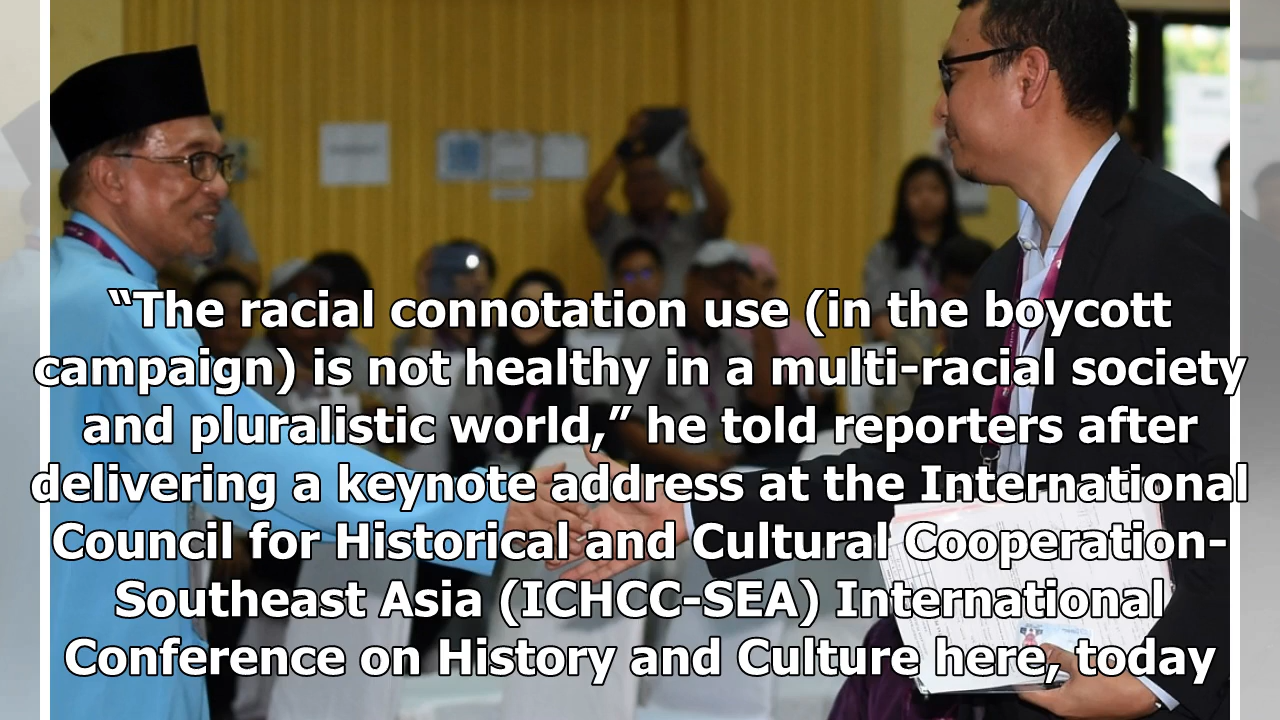 “The racial connotation use (in the boycott
campaign) is not healthy in a multi-racial society
and pluralistic world,” he told reporters after
delivering a keynote address at the International
Council for Historical and Cultural Cooperation-
Southeast Asia (ICHCC-SEA) International
Conference on History and Culture here, today